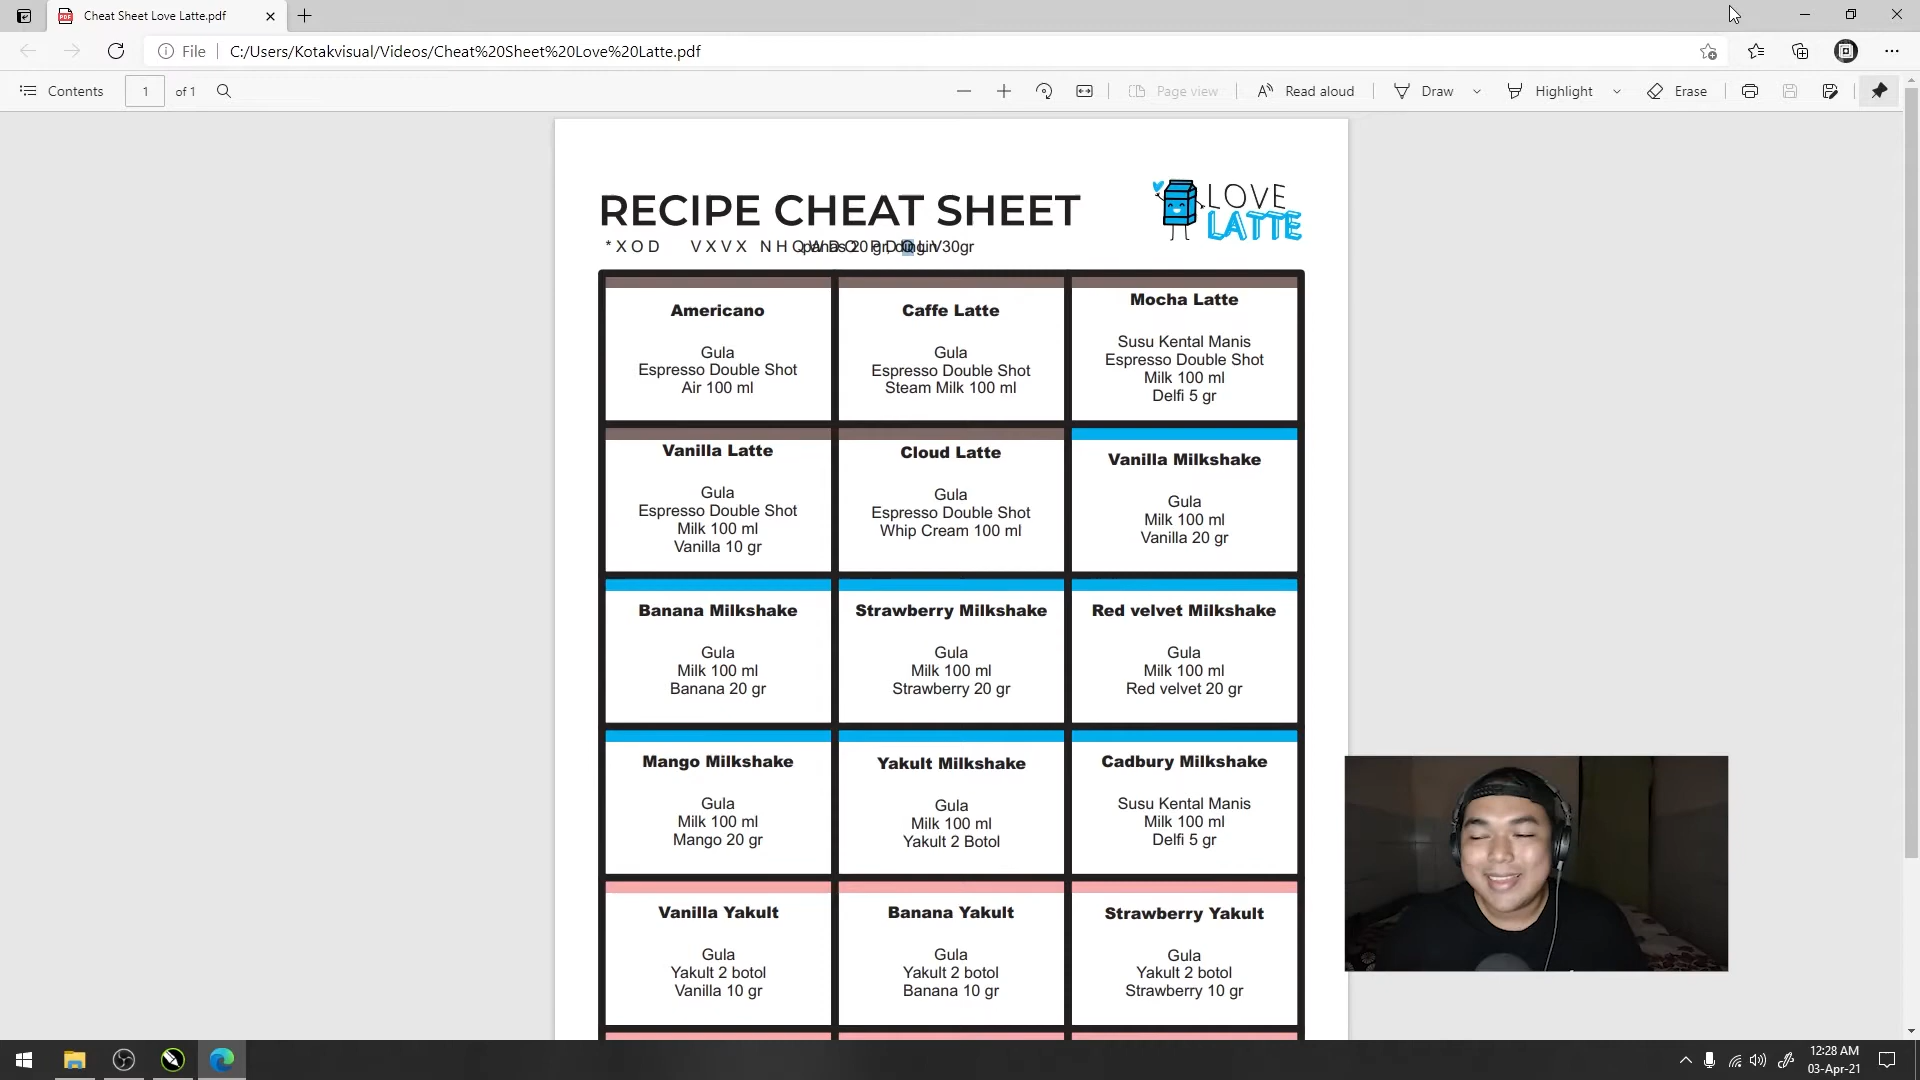 Cheat Sheet Love Latte.pdf
File
C:/Users/Kotakvisual/Videos/Cheat%20Sheet%20Love%20Latte.pdf
Contents
1
of 1
Page view
Read aloud
Draw
Highlight
Erase
RECIPE CHEAT SHEET
LOVE
LATTE
Americano
Gula
Espresso Double Shot
Air 100 ml
Caffe Latte
Gula
Espresso Double Shot
Steam Milk 100 ml
Mocha Latte
Susu Kental Manis
Espresso Double Shot
Milk 100 ml
Delfi 5 gr
Vanilla Latte
Gula
Espresso Double Shot
Milk 100 ml
Vanilla 10 gr
Cloud Latte
Gula
Espresso Double Shot
Whip Cream 100 ml
Vanilla Milkshake
Gula
Milk 100 ml
Vanilla 20 gr
Banana Milkshake
Gula
Milk 100 ml
Banana 20 gr
Strawberry Milkshake
Gula
Milk 100 ml
Strawberry 20 gr
Red velvet Milkshake
Gula
Milk 100 ml
Red velvet 20 gr
Mango Milkshake
Gula
Milk 100 ml
Mango 20 gr
Yakult Milkshake
Gula
Milk 100 ml
Yakult 2 Botol
Cadbury Milkshake
Susu Kental Manis
Milk 100 ml
Delfi 5 gr
Vanilla Yakult
Gula
Yakult 2 botol
Vanilla 10 gr
Banana Yakult
Gula
Yakult 2 botol
Banana 10 gr
Strawberry Yakult
Gula
Yakult 2 botol
Strawberry 10 gr
12:28 AM
03-Apr-21